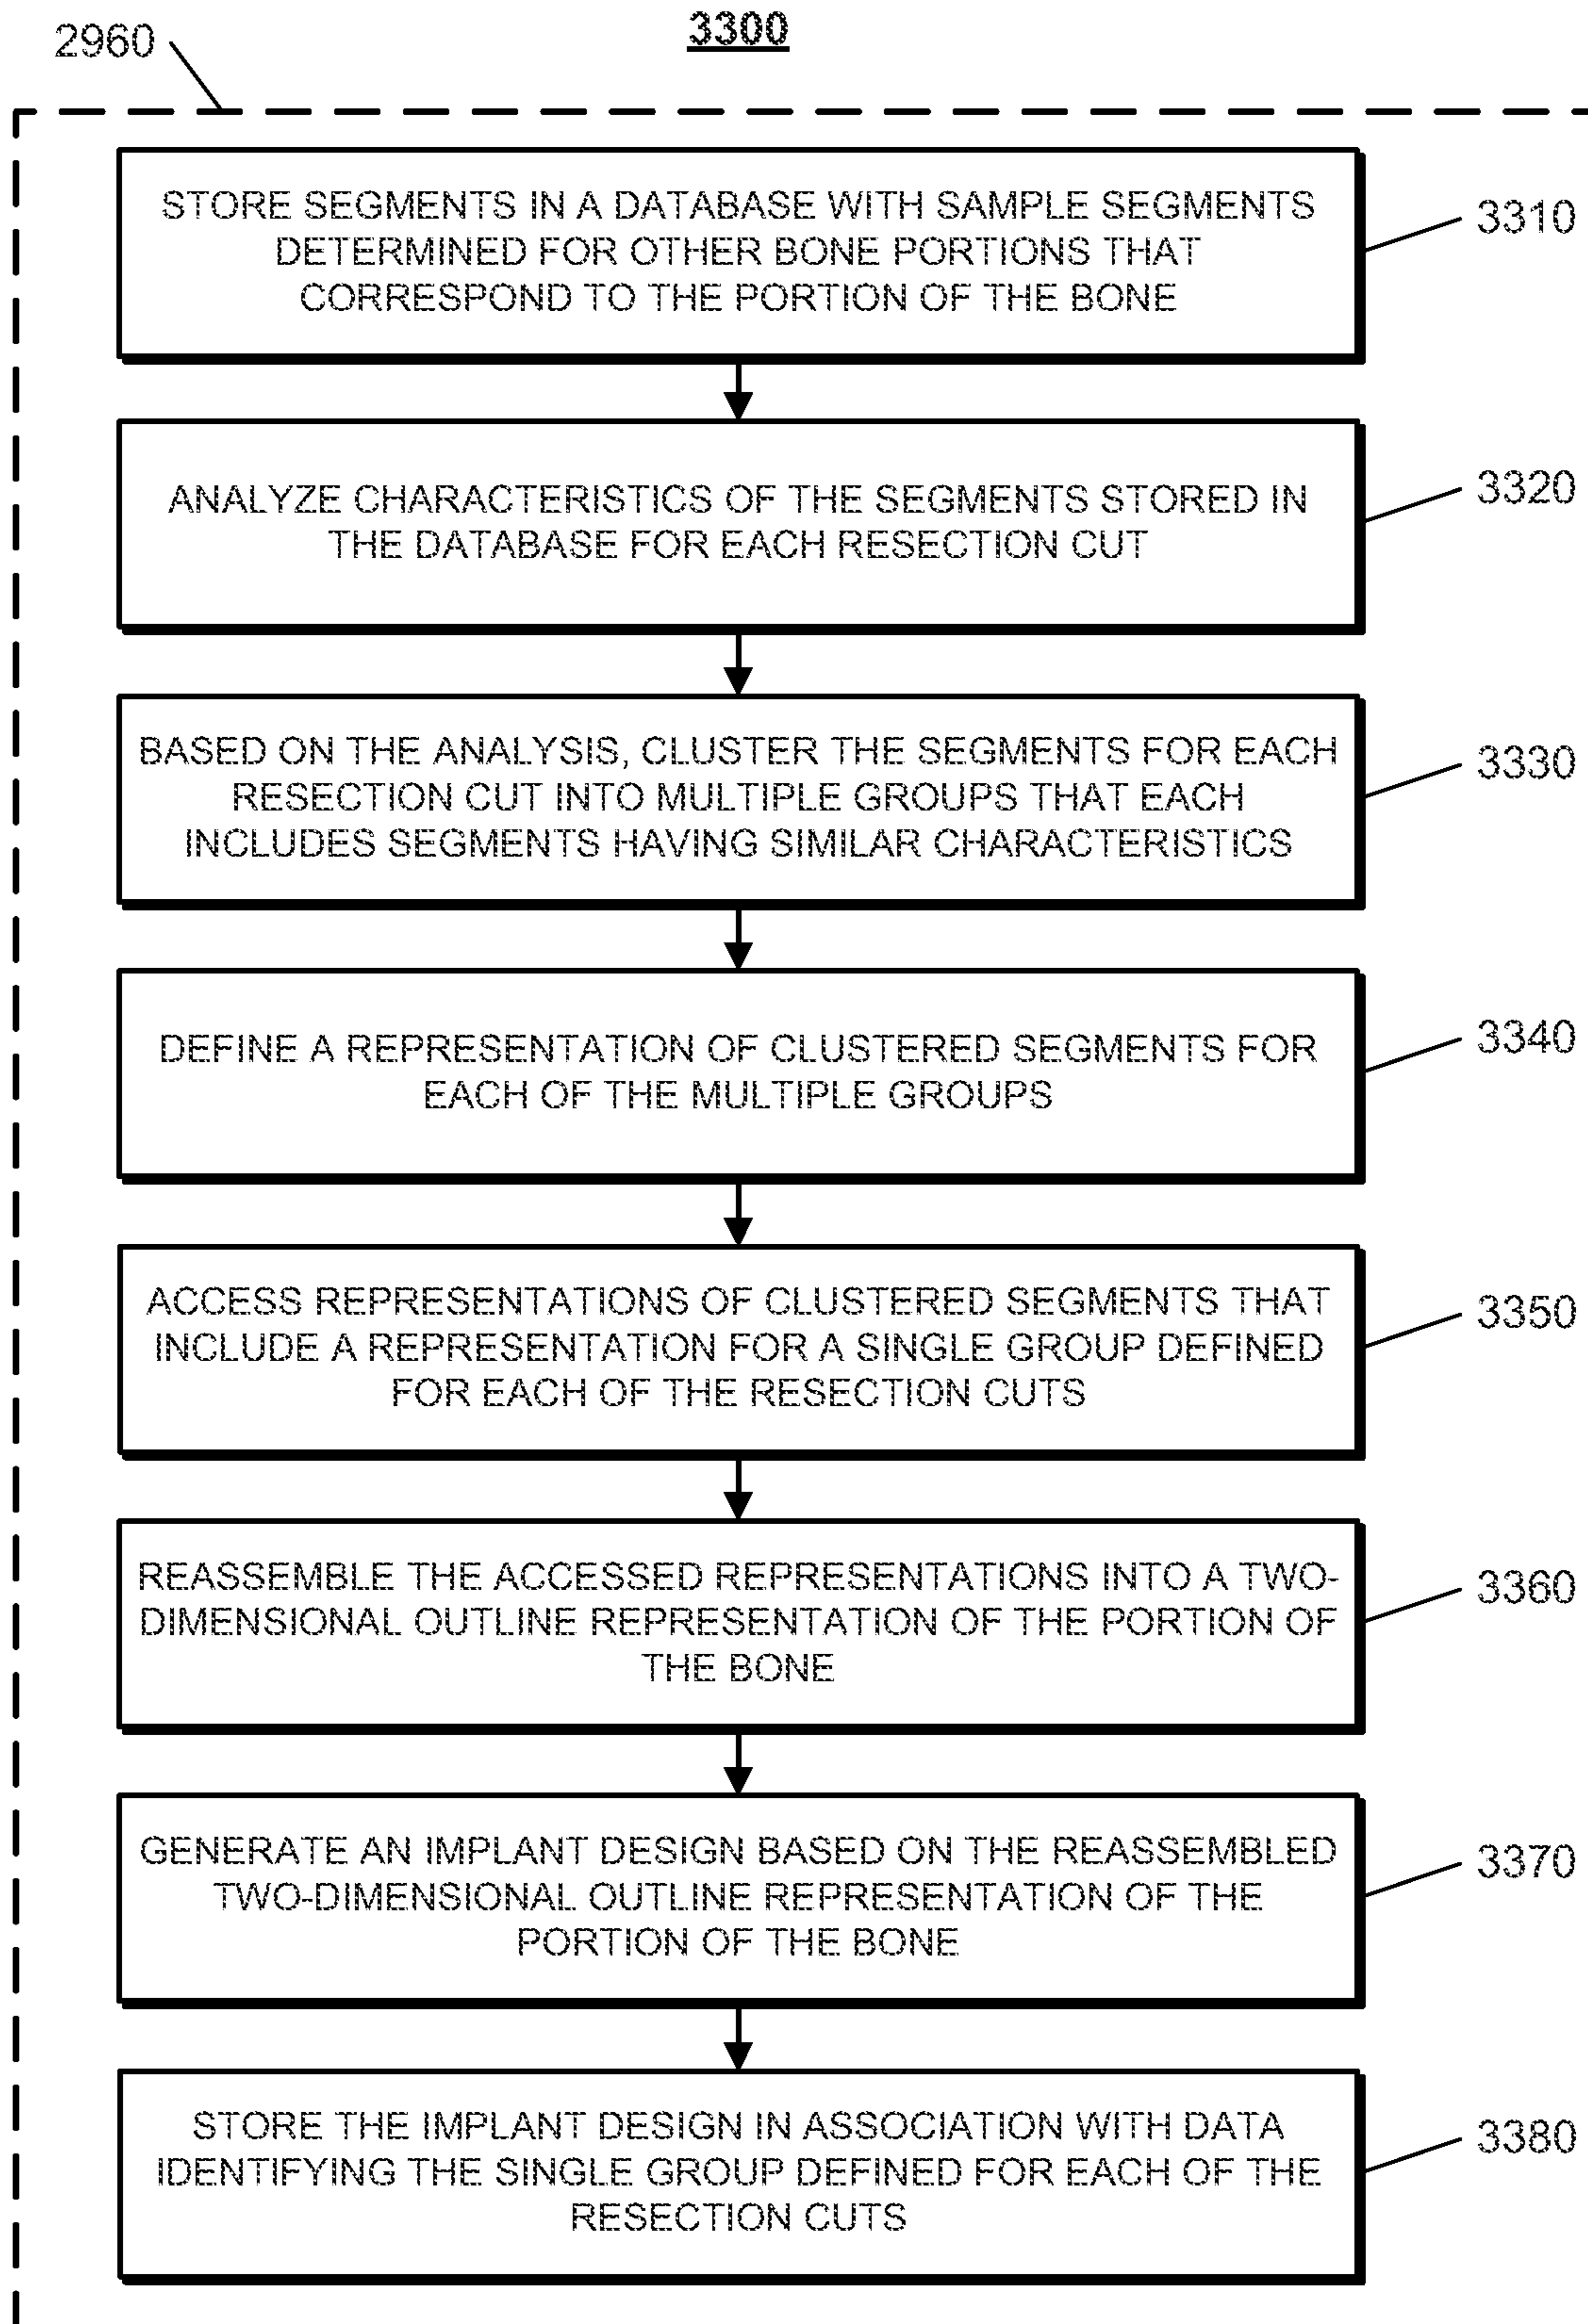 3300
2960
STORE SEGMENTS IN A DATABASE WITH SAMPLE SEGMENTS
DETERMINED FOR OTHER BONE PORTIONS THAT
CORRESPOND TO THE PORTION OF THE BONE
3310
ANALYZE CHARACTERISTICS OF THE SEGMENTS STORED IN
THE DATABASE FOR EACH RESECTION CUT
3320
BASED ON THE ANALYSIS, CLUSTER THE SEGMENTS FOR EACH
RESECTION CUT INTO MULTIPLE GROUPS THAT EACH
INCLUDES SEGMENTS HAVING SIMILAR CHARACTERISTICS
3330
DEFINE A REPRESENTATION OF CLUSTERED SEGMENTS FOR
EACH OF THE MULTIPLE GROUPS
3340
ACCESS REPRESENTATIONS OF CLUSTERED SEGMENTS THAT
INCLUDE A REPRESENTATION FOR A SINGLE GROUP DEFINED
FOR EACH OF THE RESECTION CUTS
3350
REASSEMBLE THE ACCESSED REPRESENTATIONS INTO A TWO-
DIMENSIONAL OUTLINE REPRESENTATION OF THE PORTION OF
THE BONE
3360
GENERATE AN IMPLANT DESIGN BASED ON THE REASSEMBLED
TWO-DIMENSIONAL OUTLINE REPRESENTATION OF THE
PORTION OF THE BONE
3370
STORE THE IMPLANT DESIGN IN ASSOCIATION WITH DATA
IDENTIFYING THE SINGLE GROUP DEFINED FOR EACH OF THE
RESECTION CUTS
3380